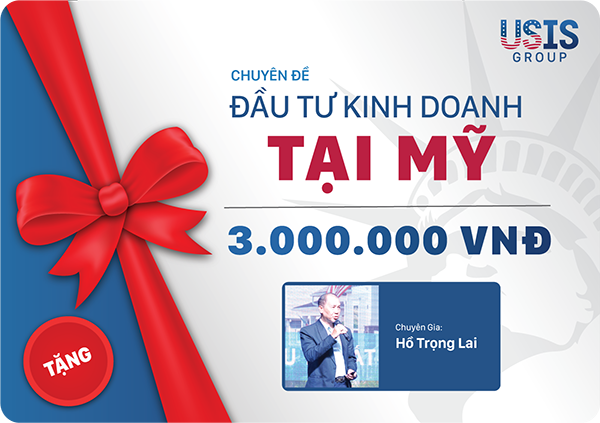 USIS
GROUP
CHUYÊN ĐỀ
ĐẦU TƯ KINH DOANH
TẠI MỸ
3.000.000 VNĐ
Chuyên Gia:
Hồ Trọng Lai
TẶNG